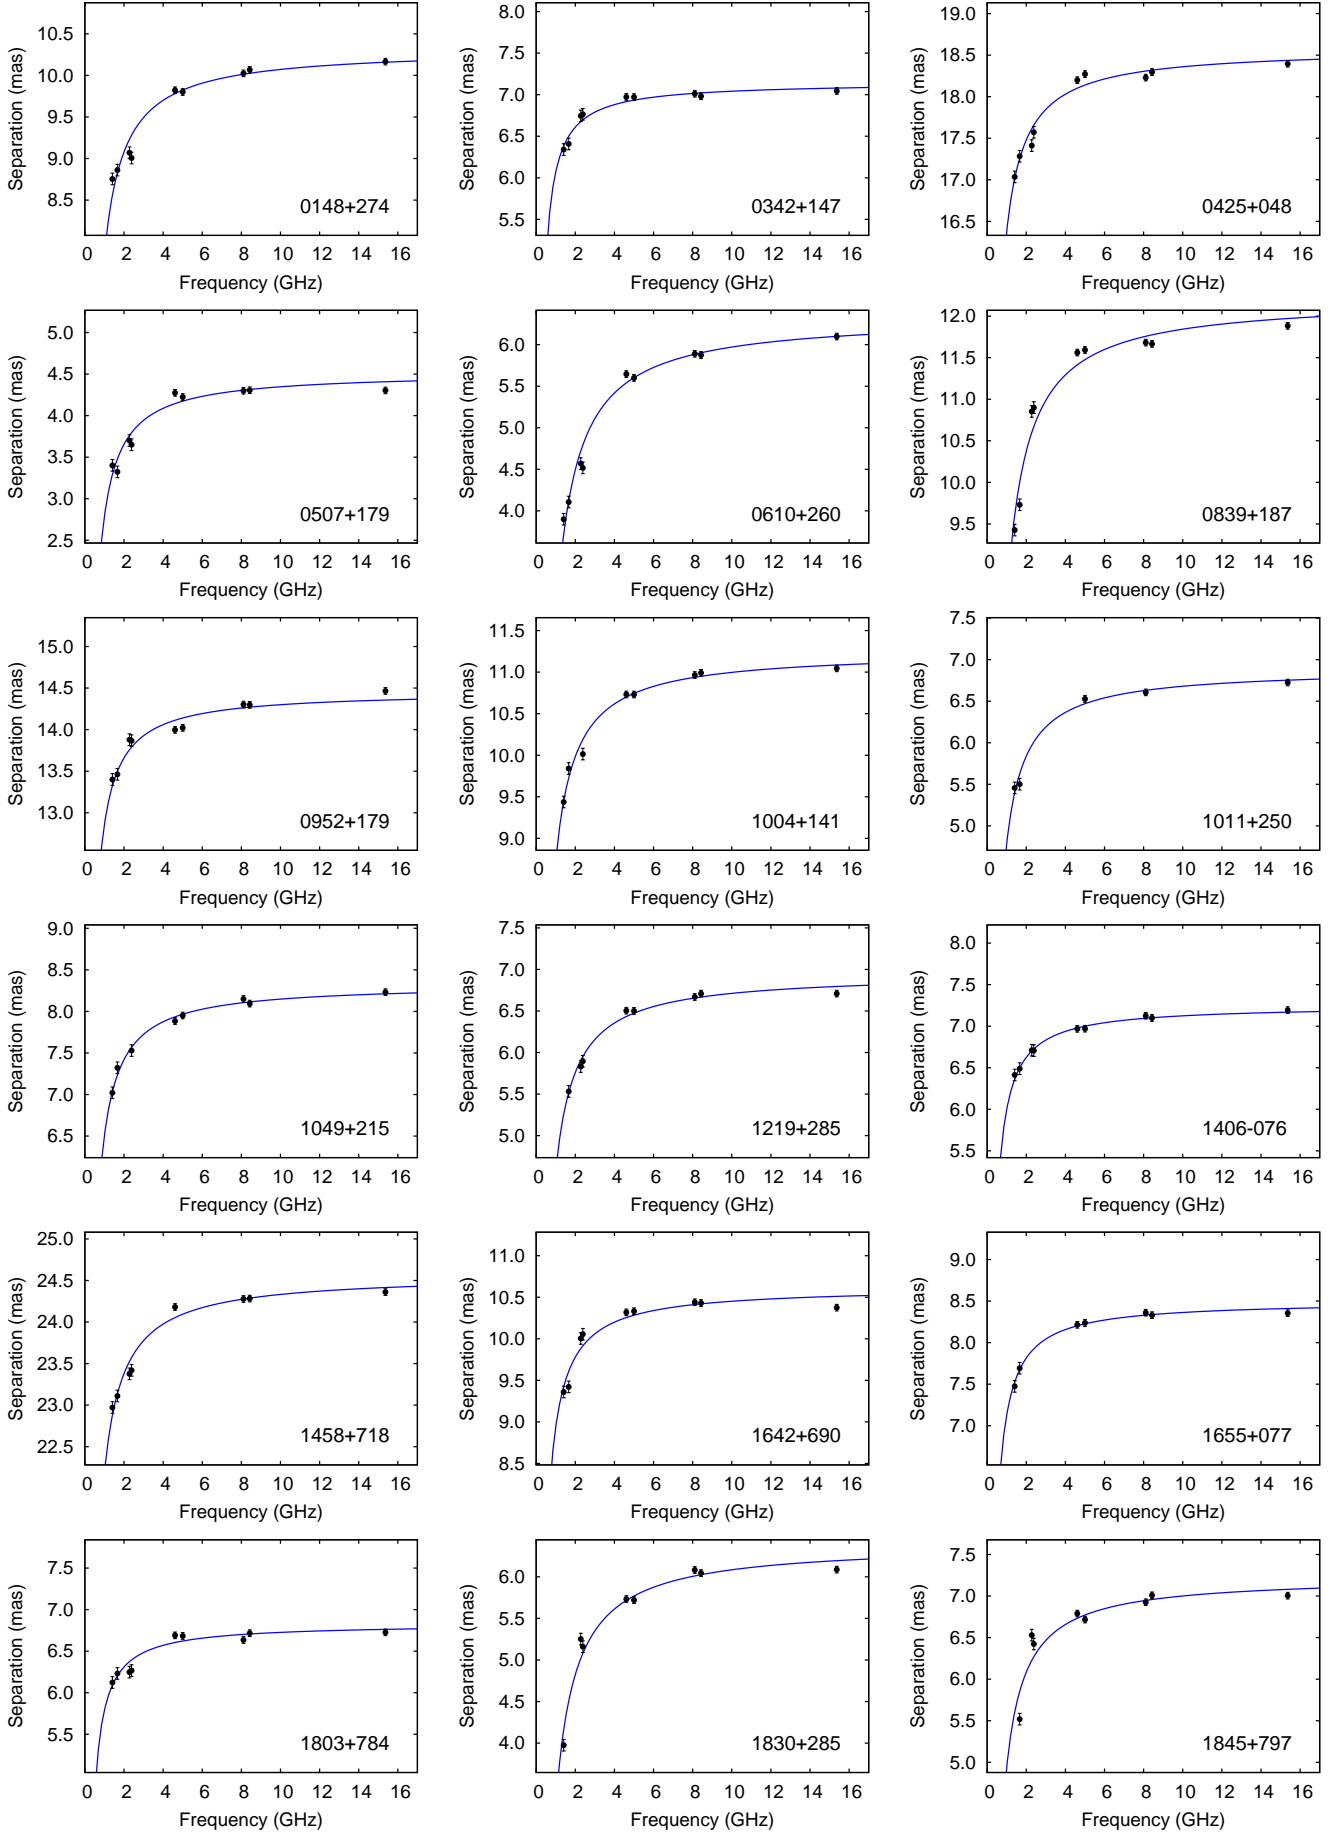 10.5
10.0
9.5
9.0
8.5
Separation (mas)
0148+274
0 2 4 6 8 10 12 14 16
Frequency (GHz)
8.0
7.5
7.0
6.5
6.0
5.5
Separation (mas)
0342+147
0 2 4 6 8 10 12 14 16
Frequency (GHz)
19.0
18.5
18.0
17.5
17.0
16.5
Separation (mas)
0425+048
0 2 4 6 8 10 12 14 16
Frequency (GHz)
5.0
4.5
4.0
3.5
3.0
2.5
Separation (mas)
0507+179
0 2 4 6 8 10 12 14 16
Frequency (GHz)
6.0
5.5
5.0
4.5
4.0
Separation (mas)
0610+260
0 2 4 6 8 10 12 14 16
Frequency (GHz)
12.0
11.5
11.0
10.5
10.0
9.5
Separation (mas)
0839+187
0 2 4 6 8 10 12 14 16
Frequency (GHz)
15.0
14.5
14.0
13.5
13.0
Separation (mas)
0952+179
0 2 4 6 8 10 12 14 16
Frequency (GHz)
11.5
11.0
10.5
10.0
9.5
9.0
Separation (mas)
1004+141
0 2 4 6 8 10 12 14 16
Frequency (GHz)
7.5
7.0
6.5
6.0
5.5
5.0
Separation (mas)
1011+250
0 2 4 6 8 10 12 14 16
Frequency (GHz)
9.0
8.5
8.0
7.5
7.0
6.5
Separation (mas)
1049+215
0 2 4 6 8 10 12 14 16
Frequency (GHz)
7.5
7.0
6.5
6.0
5.5
5.0
Separation (mas)
1219+285
0 2 4 6 8 10 12 14 16
Frequency (GHz)
8.0
7.5
7.0
6.5
6.0
5.5
Separation (mas)
1406-076
0 2 4 6 8 10 12 14 16
Frequency (GHz)
25.0
24.5
24.0
23.5
23.0
22.5
Separation (mas)
1458+718
0 2 4 6 8 10 12 14 16
Frequency (GHz)
11.0
10.5
10.0
9.5
9.0
8.5
Separation (mas)
1642+690
0 2 4 6 8 10 12 14 16
Frequency (GHz)
9.0
8.5
8.0
7.5
7.0
Separation (mas)
1655+077
0 2 4 6 8 10 12 14 16
Frequency (GHz)
7.5
7.0
6.5
6.0
5.5
Separation (mas)
1803+784
0 2 4 6 8 10 12 14 16
Frequency (GHz)
6.0
5.5
5.0
4.5
4.0
Separation (mas)
1830+285
0 2 4 6 8 10 12 14 16
Frequency (GHz)
7.5
7.0
6.5
6.0
5.5
5.0
Separation (mas)
1845+797
0 2 4 6 8 10 12 14 16
Frequency (GHz)